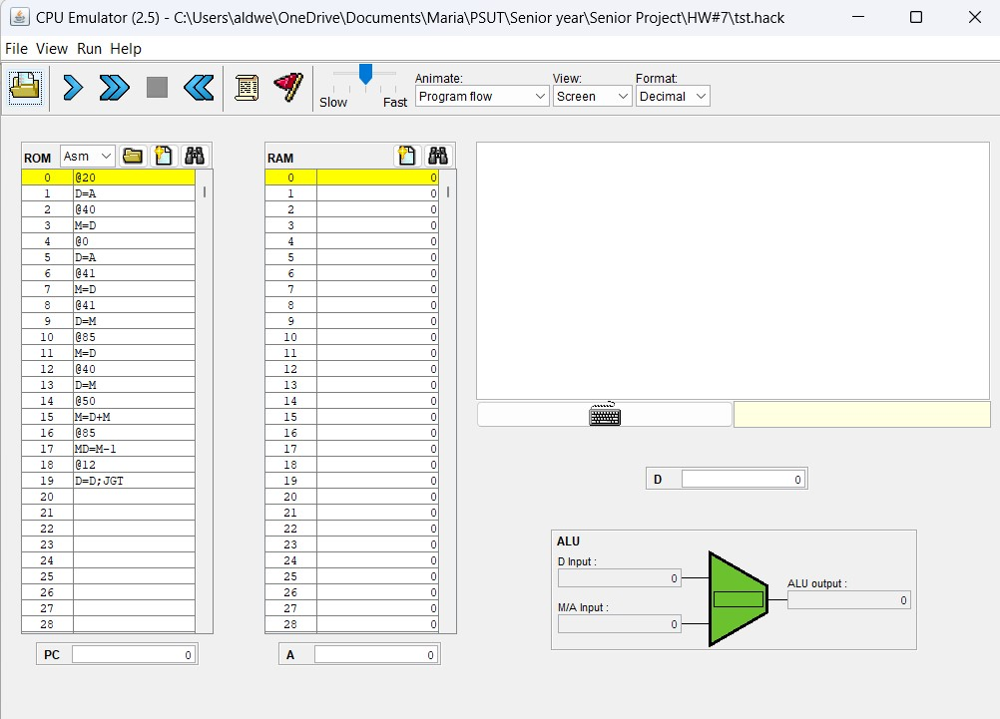 CPU Emulator (2.5) - C:\Users\aldwe\OneDrive\Documents\Maria\PSUT\Senior year\Senior Project\HW#7\tst.hack
File View Run Help
Slow Fast
Animate:
Program flow
View:
Screen
Format:
Decimal
ROM Asm
0 @20
1 D=A
2 @40
3 M=D
4 @0
5 D=A
6 @41
7 M=D
8 @41
9 D=M
10 @85
11 M=D
12 @40
13 D=M
14 @50
15 M=D+M
16 @85
17 MD=M-1
18 @12
19 D=D;JGT
20
21
22
23
24
25
26
27
28
PC 0
RAM
0 0
1 0
2 0
3 0
4 0
5 0
6 0
7 0
8 0
9 0
10 0
11 0
12 0
13 0
14 0
15 0
16 0
17 0
18 0
19 0
20 0
21 0
22 0
23 0
24 0
25 0
26 0
27 0
28 0
A 0
D 0
ALU
D Input :
0
M/A Input :
0
ALU output :
0